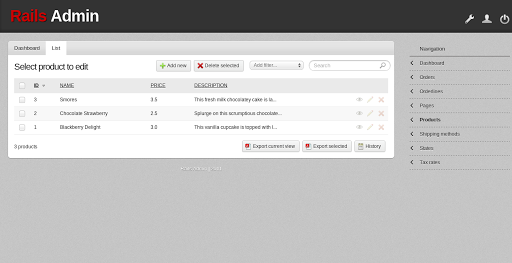 Rails Admin
Dashboard
List
Select product to edit
Add new
Delete selected
Add filter...
Search
ID
NAME
PRICE
DESCRIPTION
3 Smores 3.5 This fresh milk chocolatey cake is la...
2 Chocolate Strawberry 2.5 Splurge on this scrumptious chocolate...
1 Blackberry Delight 3.0 This vanilla cupcake is topped with l...
3 products
Export current view
Export selected
History
Navigation
Dashboard
Orders
Pages
Products
Shipping methods
States
Tax rates